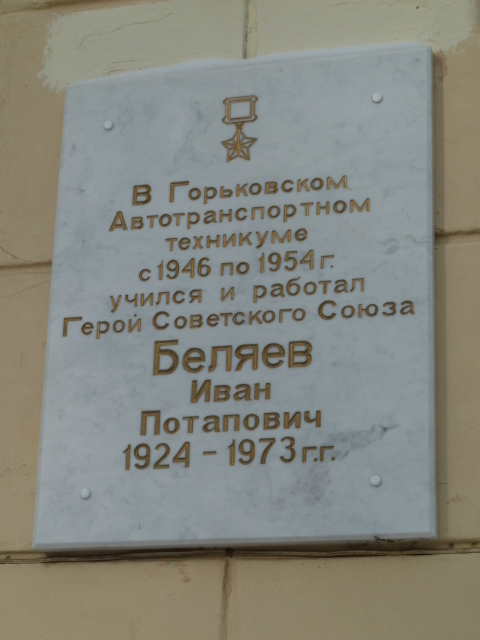 В Горьковском
Автотранспортном
техникуме
с 1946 по 1954 г.
учился и работал
Герой Советского Союза
Беляев
Иван
Потапович
1924 - 1973 г.г.